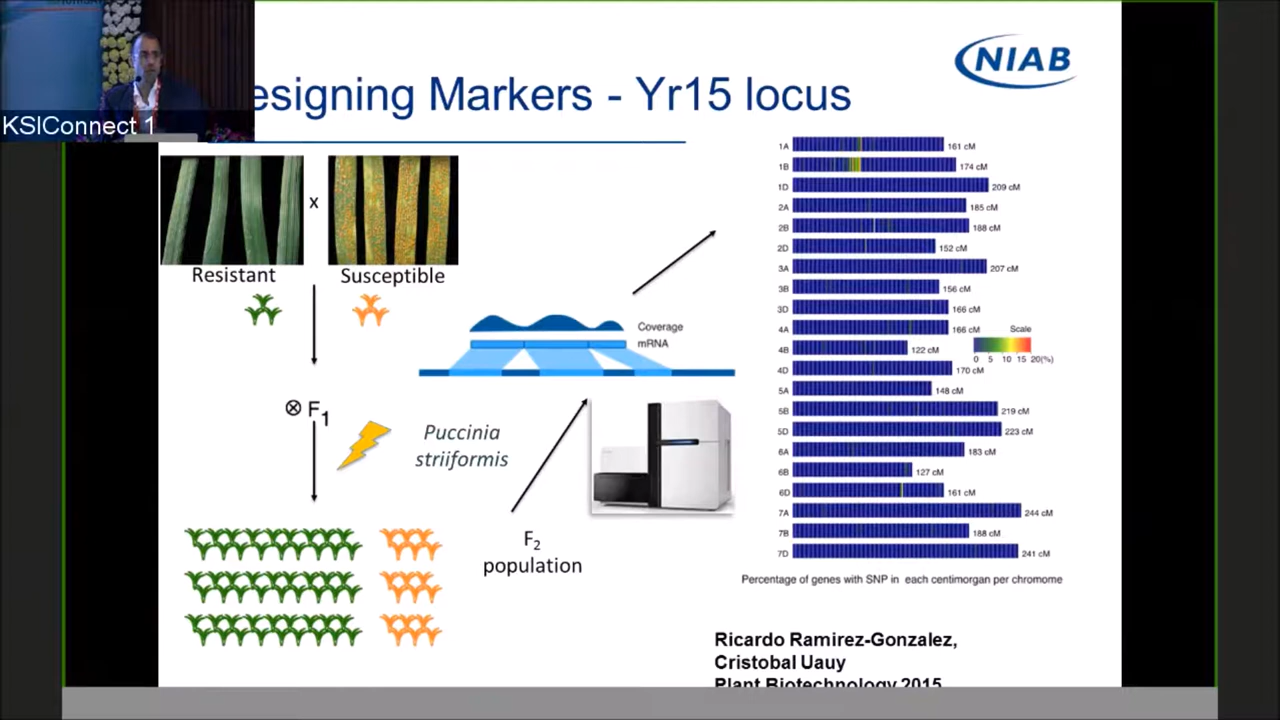 KSIConnect 1
esigning Markers - Yr15 locus
NIAB
Resistant
x
Susceptible
⊗ F1
Puccinia
striiformis
F2
population
Coverage
mRNA
1A 161 cM
1B 174 cM
1D 209 cM
2A 185 cM
2B 188 cM
2D 152 cM
3A 207 cM
3B 156 cM
3D 166 cM
4A 166 cM
4B 122 cM
4D 170 cM
5A 148 cM
5B 219 cM
5D 223 cM
6A 183 cM
6B 127 cM
6D 161 cM
7A 244 cM
7B 188 cM
7D 241 cM
Scale
0 5 10 15 20(%)
Percentage of genes with SNP in each centimorgan per chromome
Ricardo Ramirez-Gonzalez,
Cristobal Uauy
Plant Biotechnology 2015